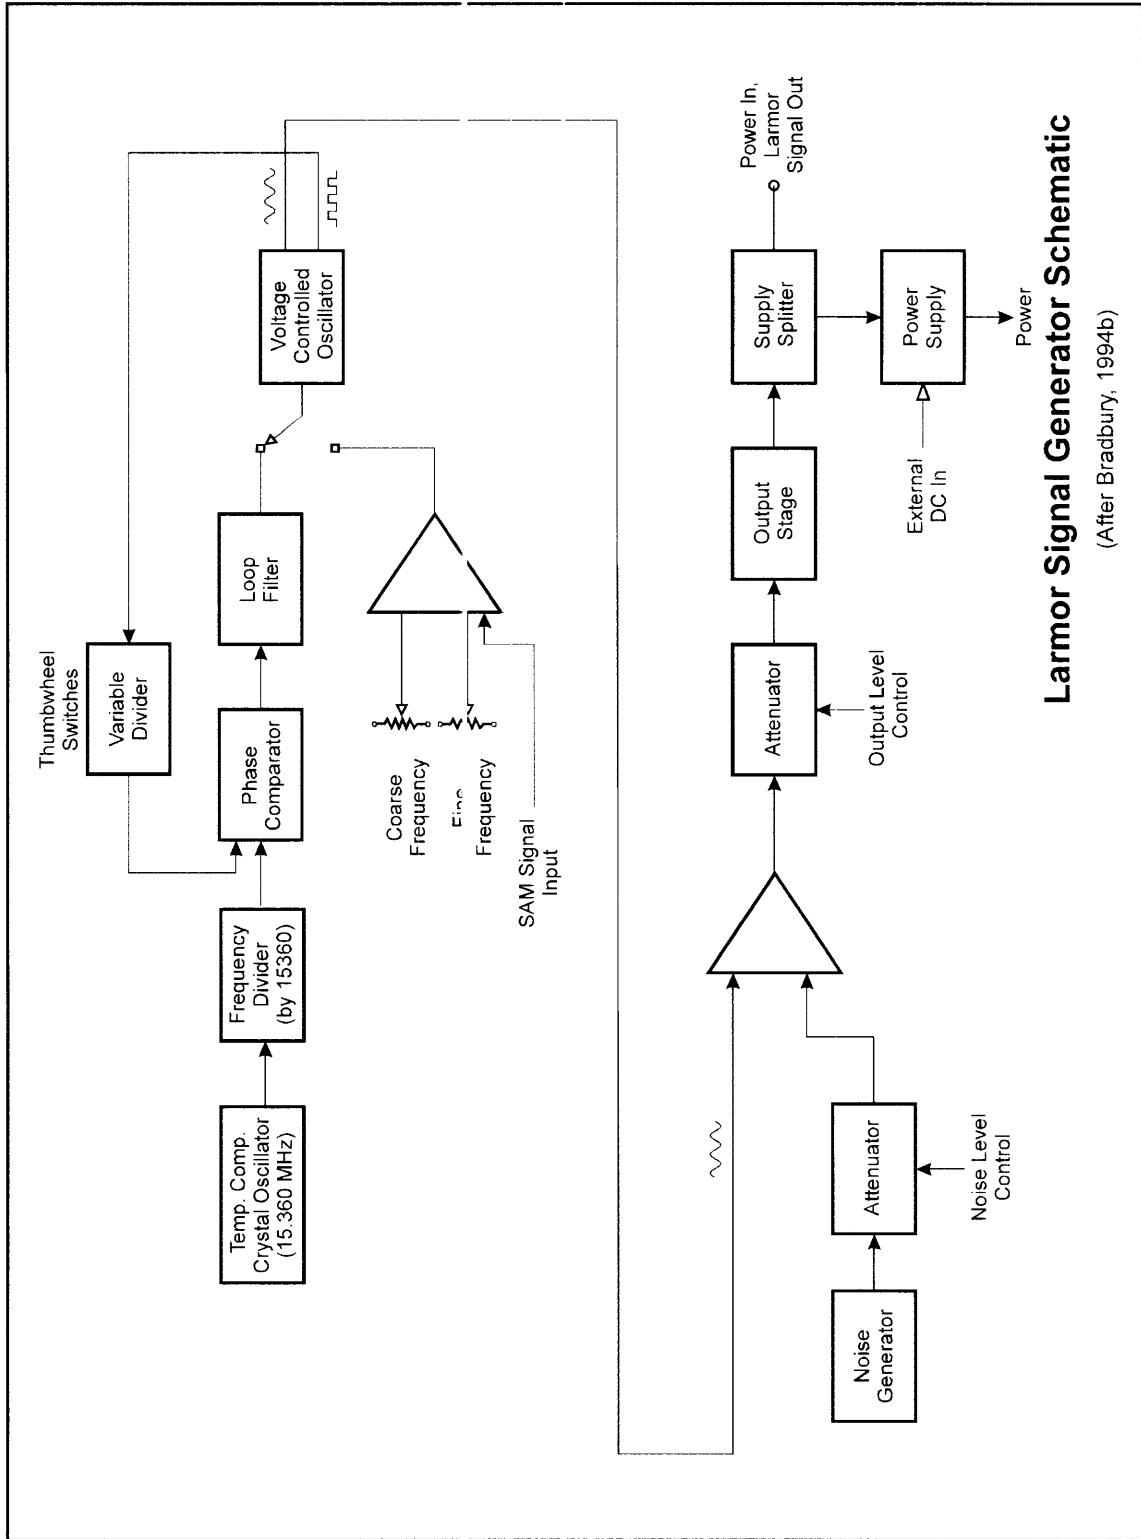 Thumbwheel
Switches
Variable
Divider
Temp. Comp.
Crystal Oscillator
(15.360 MHz)
Frequency
Divider
(by 15360)
Phase
Comparator
Loop
Filter
Voltage
Controlled
Oscillator
Coarse
Frequency
Frequency
SAM Signal
Input
Noise
Generator
Attenuator
Noise Level
Control
Attenuator
Output Level
Control
Output
Stage
Supply
Splitter
Power In,
Larmor
Signal Out
External
DC In
Power
Supply
Power
Larmor Signal Generator Schematic
(After Bradbury, 1994b)